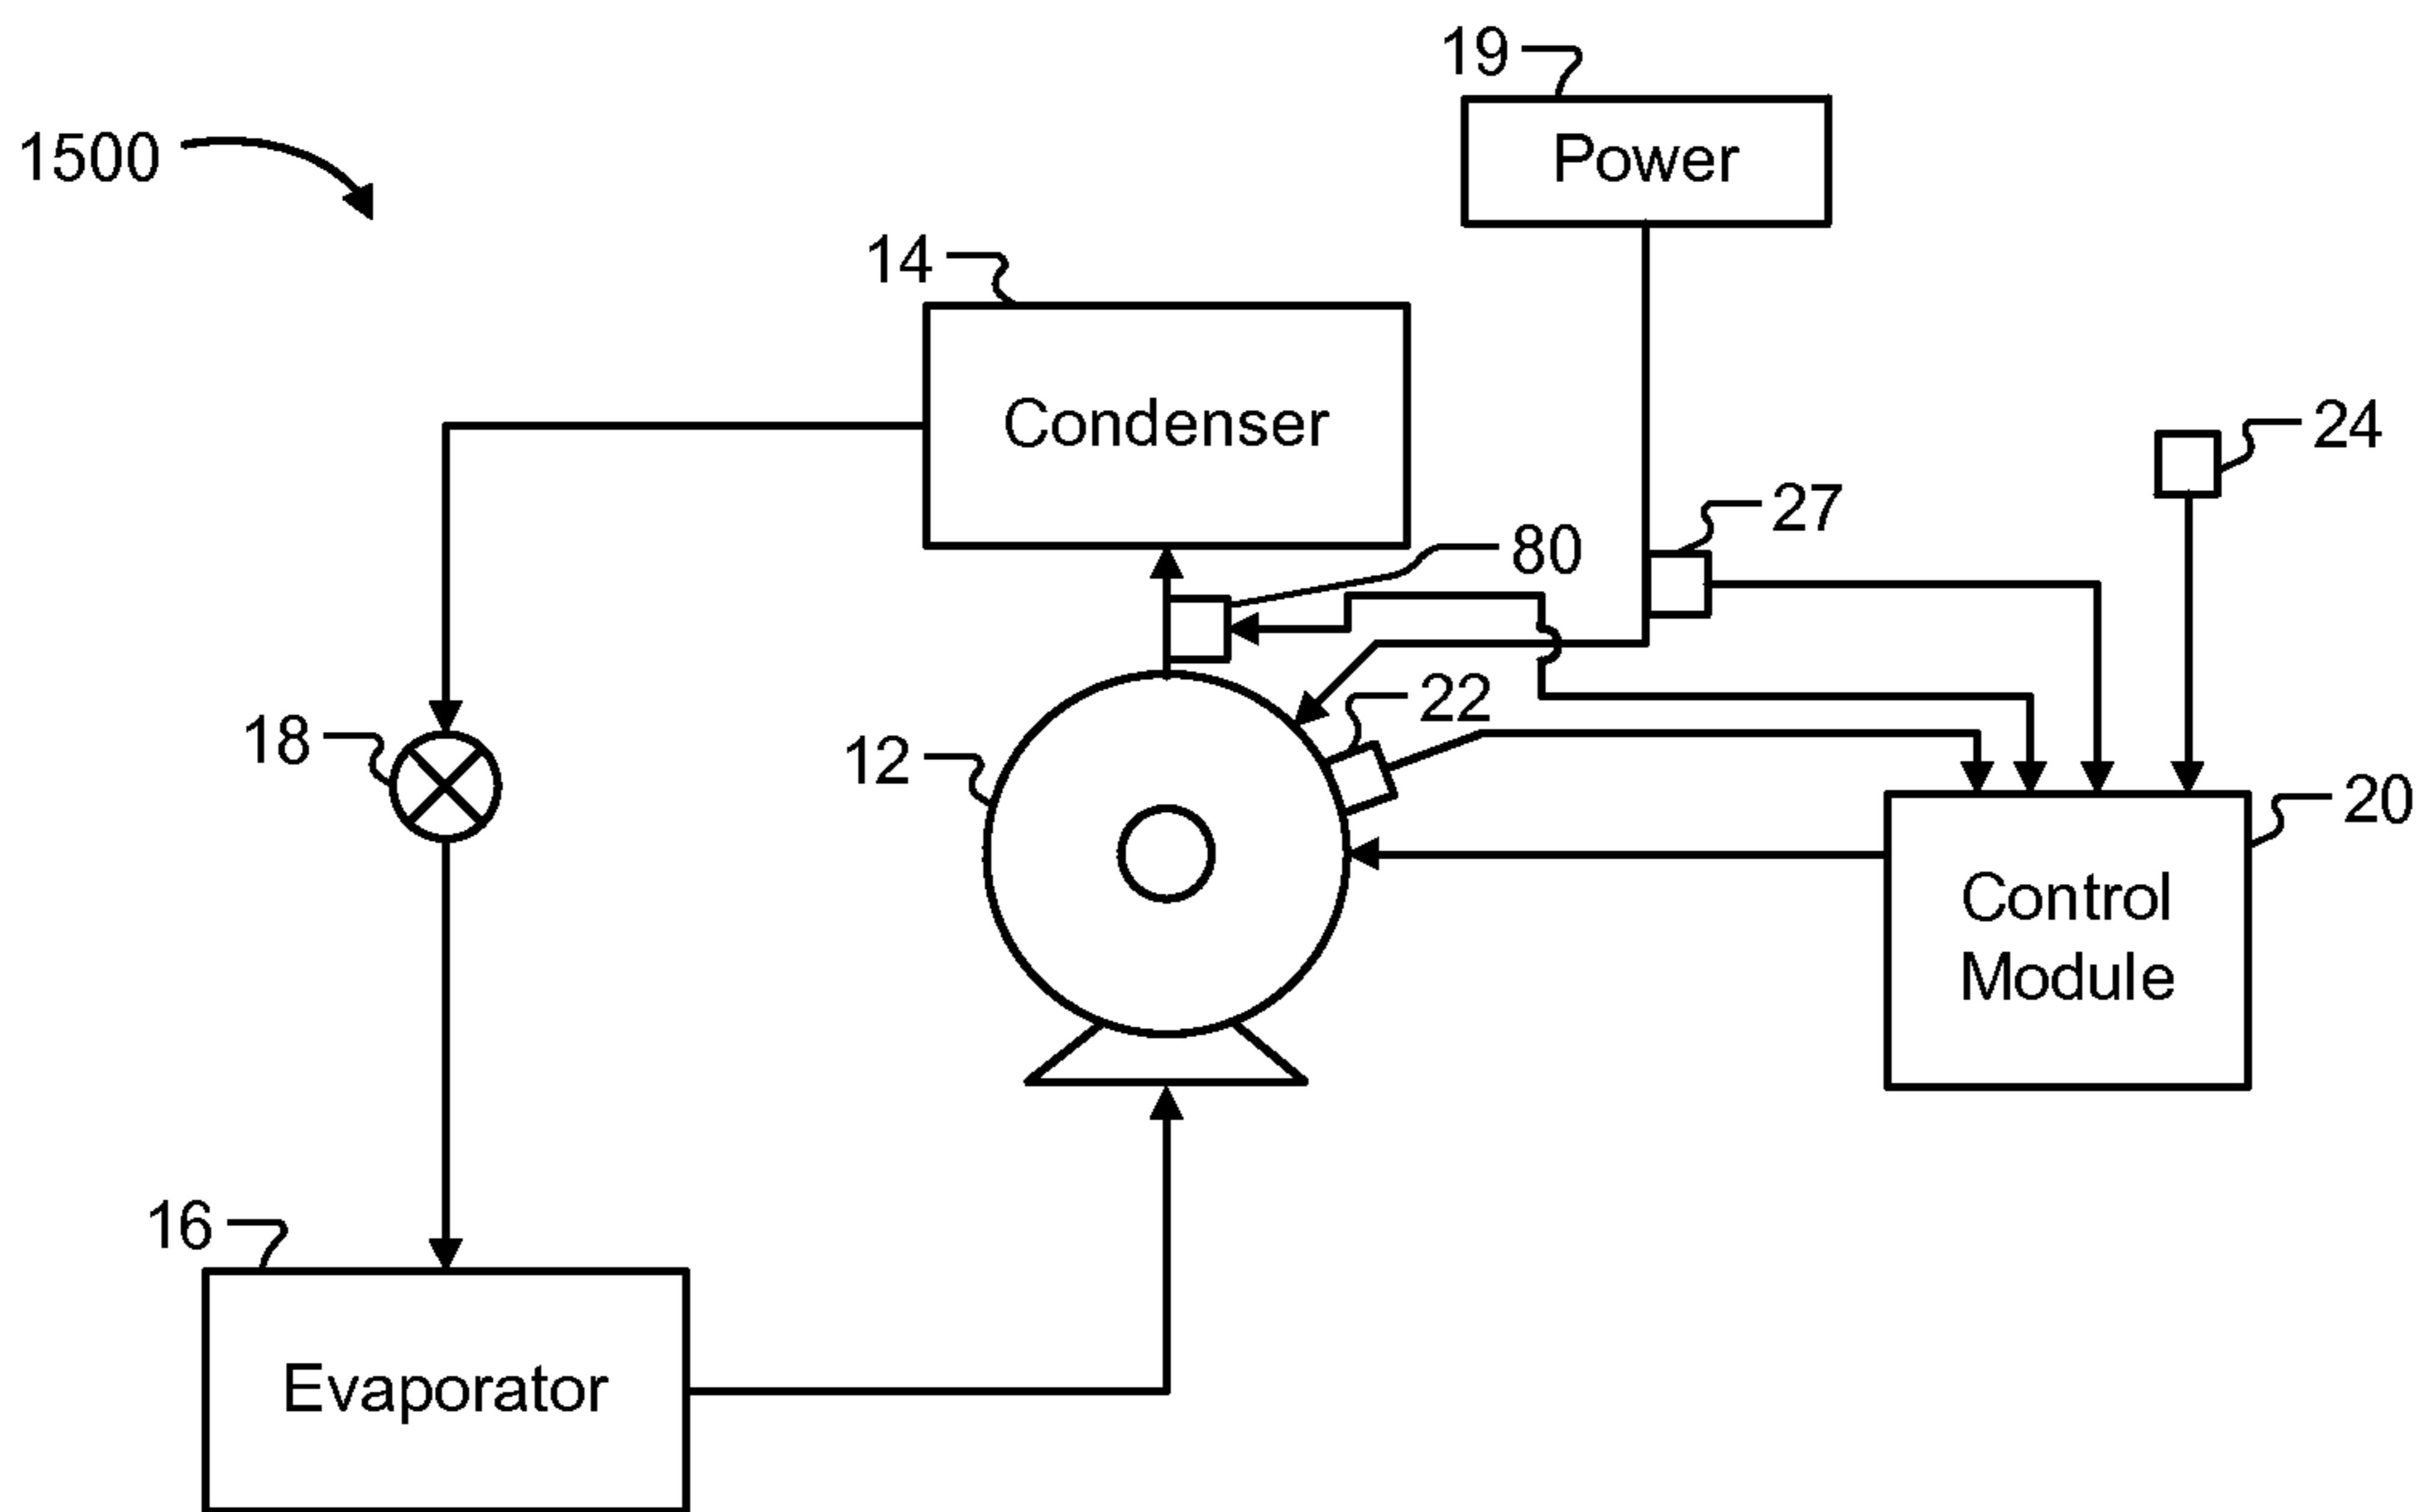 19
Power
1500
14
Condenser
24
27
80
22
18
12
20
Control
Module
16
Evaporator